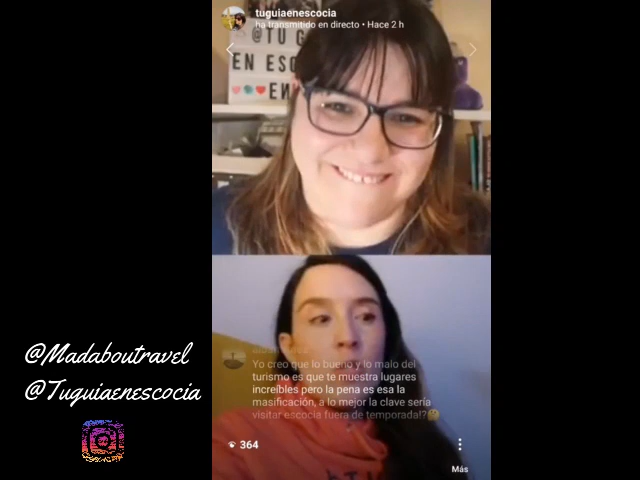 tuguiaenescocia
ha transmitido en directo • Hace 2 h
@TU G
EN ESC
EN
Yo creo que lo bueno y lo malo del
turismo es que te muestra lugares
increíbles pero la pena es esa la
masificación, a lo mejor la clave sería
visitar escocia fuera de temporada!?🤔
@Madaboutravel
@Tuguiaenescocia
364
Más